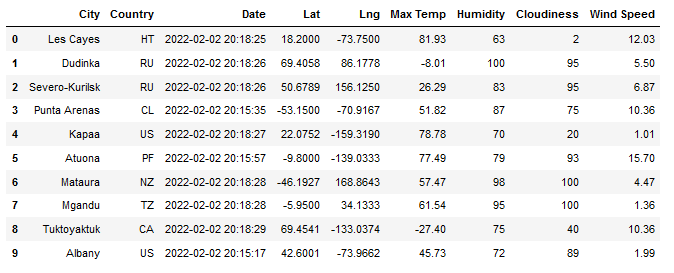 City Country Date Lat Lng Max Temp Humidity Cloudiness Wind Speed
0 Les Cayes HT 2022-02-02 20:18:25 18.2000 -73.7500 81.93 63 2 12.03
1 Dudinka RU 2022-02-02 20:18:26 69.4058 86.1778 -8.01 100 95 5.50
2 Severo-Kurilsk RU 2022-02-02 20:18:26 50.6789 156.1250 26.29 83 95 6.87
3 Punta Arenas CL 2022-02-02 20:15:35 -53.1500 -70.9167 51.82 87 75 10.36
4 Kapaa US 2022-02-02 20:18:27 22.0752 -159.3190 78.78 70 20 1.01
5 Atuona PF 2022-02-02 20:15:57 -9.8000 -139.0333 77.49 79 93 15.70
6 Mataura NZ 2022-02-02 20:18:28 -46.1927 168.8643 57.47 98 100 4.47
7 Mgandu TZ 2022-02-02 20:18:28 -5.9500 34.1333 61.54 95 100 1.36
8 Tuktoyaktuk CA 2022-02-02 20:18:29 69.4541 -133.0374 -27.40 75 40 10.36
9 Albany US 2022-02-02 20:15:17 42.6001 -73.9662 45.73 72 89 1.99